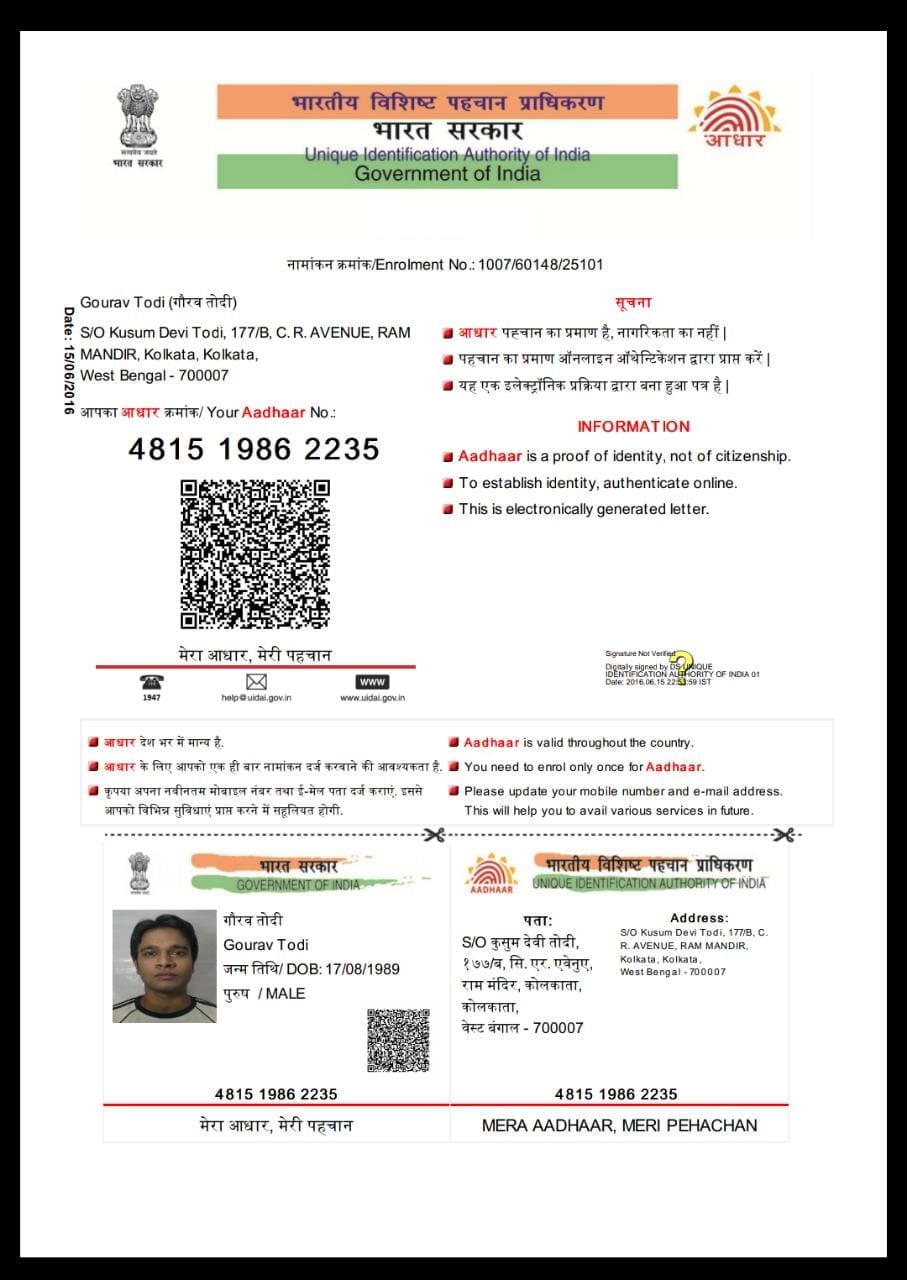 सत्यमेव जयते
भारत सरकार
भारतीय विशिष्ट पहचान प्राधिकरण
भारत सरकार
Unique Identification Authority of India
Government of India
आधार
नामांकन क्रमांक/Enrolment No.: 1007/60148/25101
Date: 15/06/2016
Gourav Todi (गौरव तोदी)
S/O Kusum Devi Todi, 177/B, C. R. AVENUE, RAM
MANDIR, Kolkata, Kolkata,
West Bengal - 700007
आपका आधार क्रमांक/ Your Aadhaar No.:
4815 1986 2235
मेरा आधार, मेरी पहचान
1947
help@uidai.gov.in
www
www.uidai.gov.in
सूचना
आधार पहचान का प्रमाण है, नागरिकता का नहीं |
पहचान का प्रमाण ऑनलाइन ऑथेन्टिकेशन द्वारा प्राप्त करें |
यह एक इलेक्ट्रॉनिक प्रक्रिया द्वारा बना हुआ पत्र है |
INFORMATION
Aadhaar is a proof of identity, not of citizenship.
To establish identity, authenticate online.
This is electronically generated letter.
Signature Not Verified
Digitally signed by DS UNIQUE
IDENTIFICATION AUTHORITY OF INDIA 01
Date: 2016.06.15 22:53:59 IST
आधार देश भर में मान्य है.
आधार के लिए आपको एक ही बार नामांकन दर्ज करवाने की आवश्यकता है.
कृपया अपना नवीनतम मोबाइल नंबर तथा ई-मेल पता दर्ज कराएं. इससे
आपको विभिन्न सुविधाएं प्राप्त करने में सहूलियत होगी.
Aadhaar is valid throughout the country.
You need to enrol only once for Aadhaar.
Please update your mobile number and e-mail address.
This will help you to avail various services in future.
भारत सरकार
GOVERNMENT OF INDIA
गौरव तोदी
Gourav Todi
जन्म तिथि/ DOB: 17/08/1989
पुरुष / MALE
4815 1986 2235
मेरा आधार, मेरी पहचान
AADHAAR
भारतीय विशिष्ट पहचान प्राधिकरण
UNIQUE IDENTIFICATION AUTHORITY OF INDIA
पता:
S/O कुसुम देवी तोदी,
१७७/ब, सि. एर. एवेनुए,
राम मंदिर, कोलकाता,
कोलकाता,
वेस्ट बंगाल - 700007
Address:
S/O Kusum Devi Todi, 177/B, C.
R. AVENUE, RAM MANDIR,
Kolkata, Kolkata,
West Bengal - 700007
4815 1986 2235
MERA AADHAAR, MERI PEHACHAN